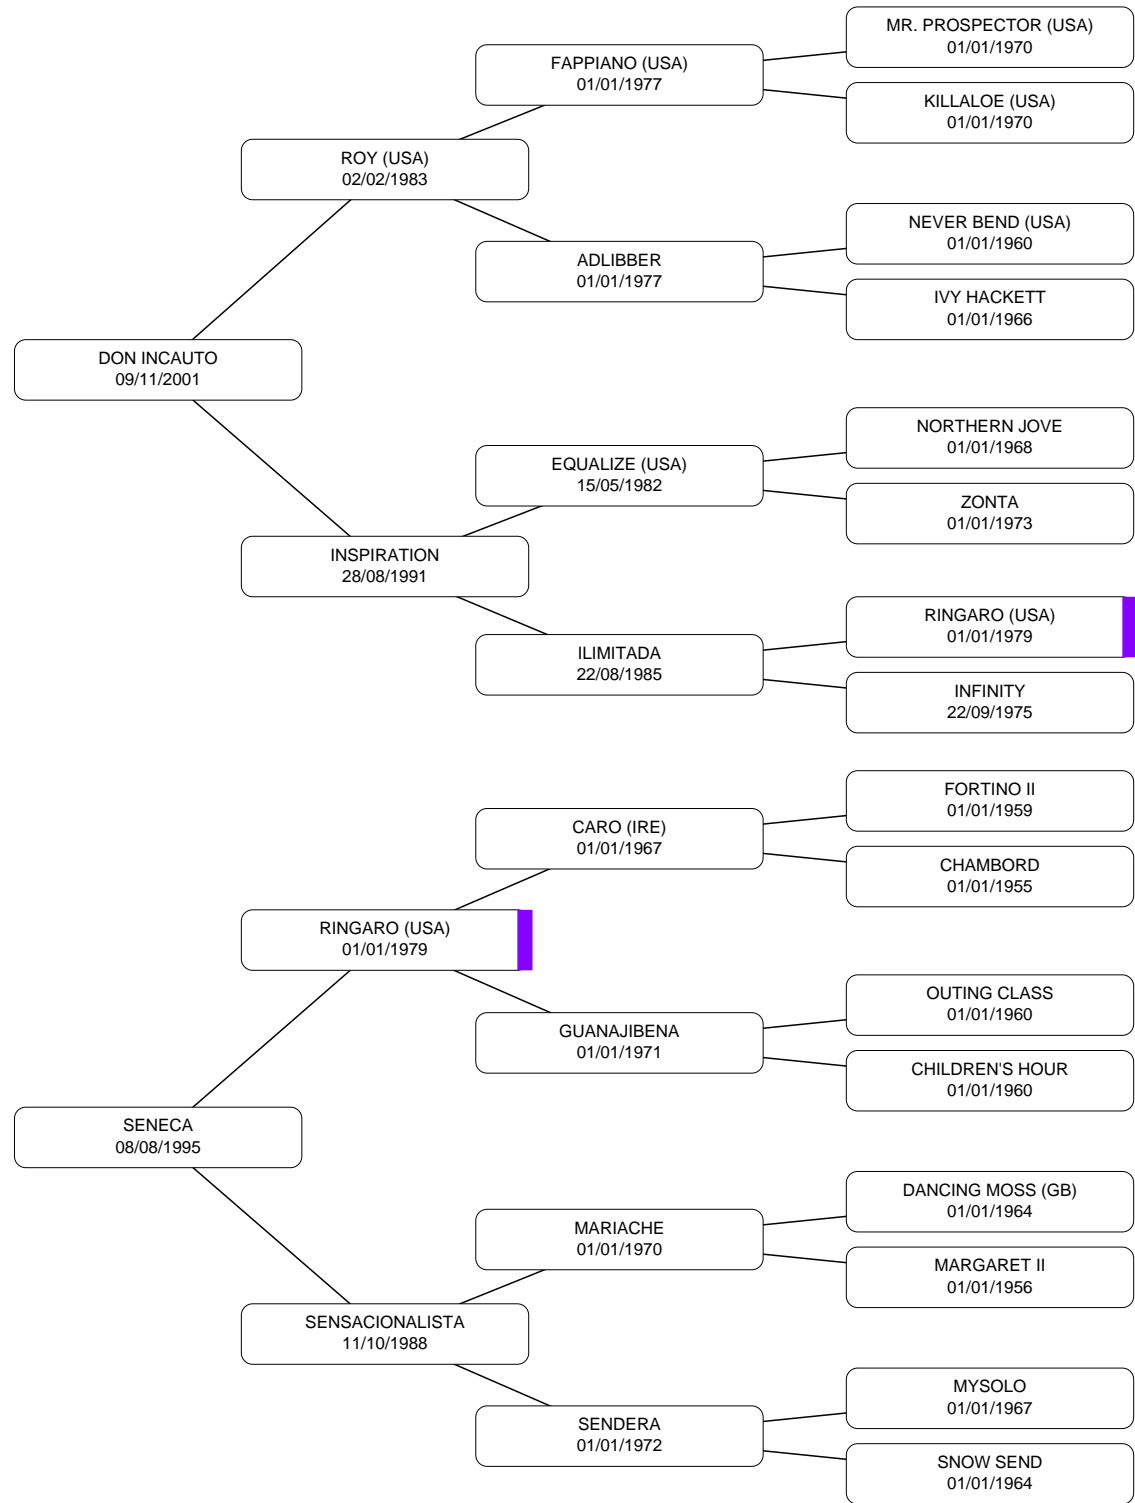 MR. PROSPECTOR (USA)
01/01/1970
FAPPIANO (USA)
01/01/1977
KILLALOE (USA)
01/01/1970
ROY (USA)
02/02/1983
NEVER BEND (USA)
01/01/1960
ADLIBBER
01/01/1977
IVY HACKETT
01/01/1966
DON INCAUTO
09/11/2001
NORTHERN JOVE
01/01/1968
EQUALIZE (USA)
15/05/1982
ZONTA
01/01/1973
INSPIRATION
28/08/1991
RINGARO (USA)
01/01/1979
ILIMITADA
22/08/1985
INFINITY
22/09/1975
FORTINO II
01/01/1959
CARO (IRE)
01/01/1967
CHAMBORD
01/01/1955
RINGARO (USA)
01/01/1979
OUTING CLASS
01/01/1960
GUANAJIBENA
01/01/1971
CHILDREN'S HOUR
01/01/1960
SENECA
08/08/1995
DANCING MOSS (GB)
01/01/1964
MARIACHE
01/01/1970
MARGARET II
01/01/1956
SENSACIONALISTA
11/10/1988
MYSOLO
01/01/1967
SENDERA
01/01/1972
SNOW SEND
01/01/1964